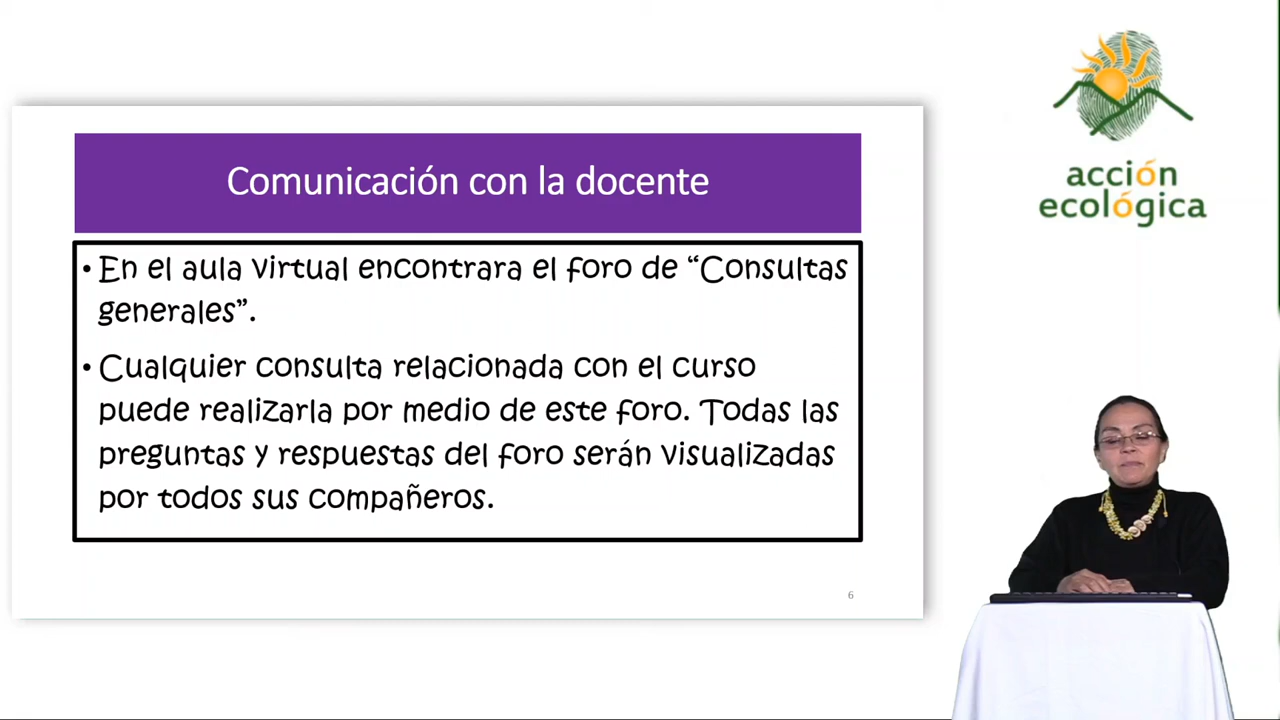 Comunicación con la docente
• En el aula virtual encontrara el foro de “Consultas
generales”.
• Cualquier consulta relacionada con el curso
puede realizarla por medio de este foro. Todas las
preguntas y respuestas del foro serán visualizadas
por todos sus compañeros.
6
acción
ecológica